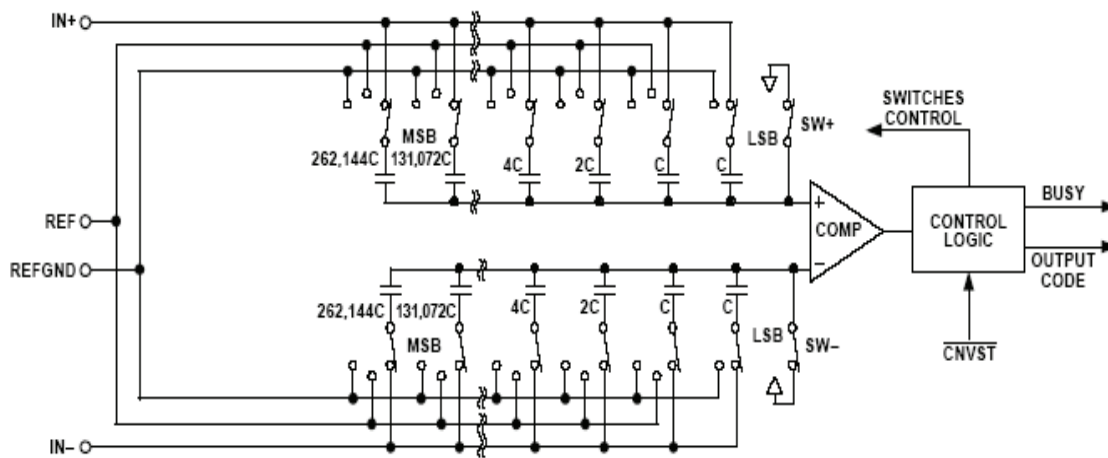 IN+
SWITCHES
CONTROL
MSB
LSB
SW+
262,144C
131,072C
4C
2C
C
C
BUSY
REF
+
COMP
CONTROL
LOGIC
REFGND
−
OUTPUT
CODE
262,144C
131,072C
4C
2C
C
C
MSB
LSB
SW−
CNVST
IN−